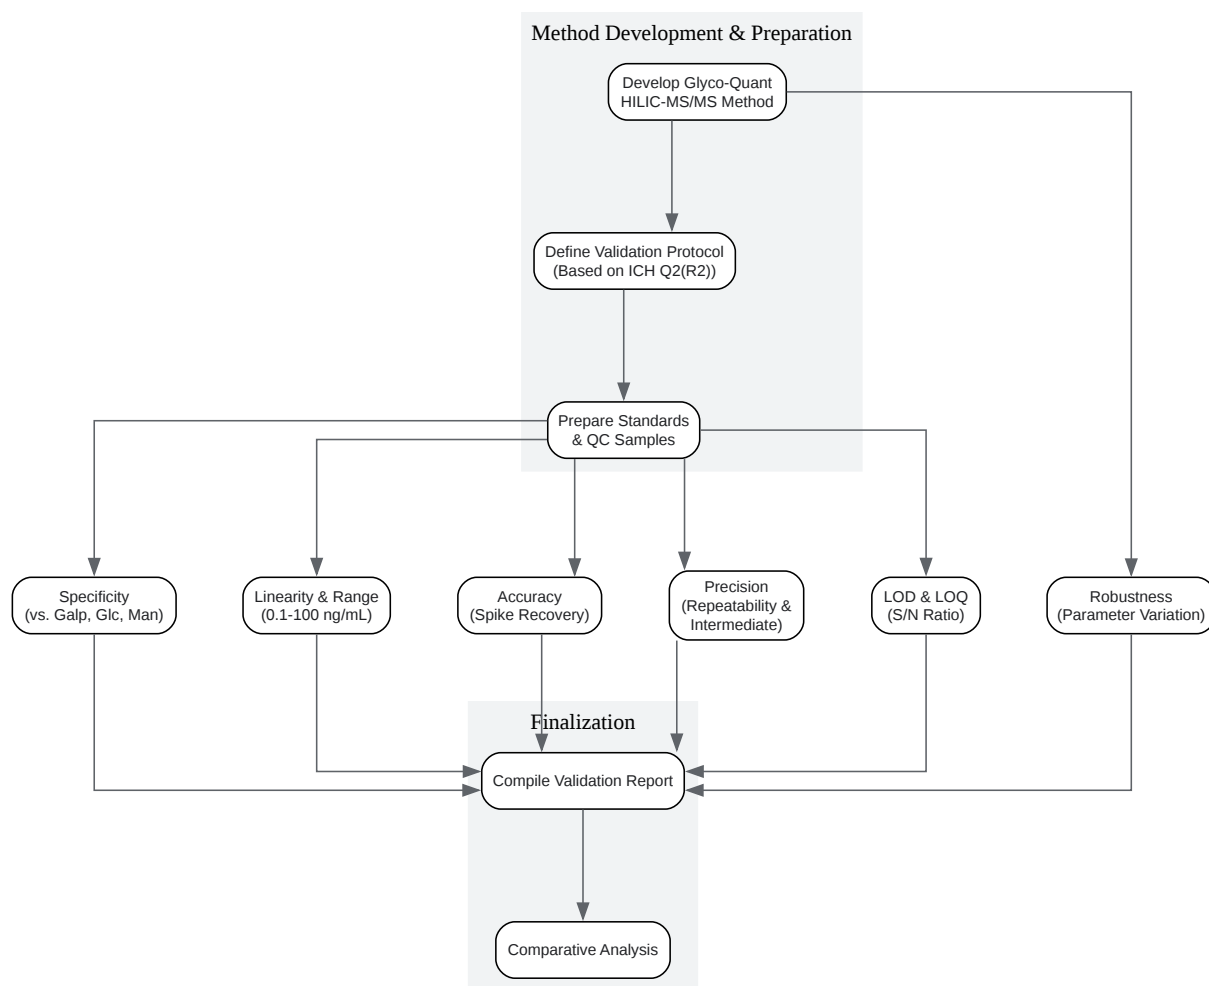 Method Development & Preparation
Develop Glyco-Quant
HILIC-MS/MS Method
Define Validation Protocol
(Based on ICH Q2(R2))
Prepare Standards
& QC Samples
Specificity
(vs. Galp, Glc, Man)
Linearity & Range
(0.1-100 ng/mL)
Accuracy
(Spike Recovery)
Precision
(Repeatability &
Intermediate)
LOD & LOQ
(S/N Ratio)
Robustness
(Parameter Variation)
Finalization
Compile Validation Report
Comparative Analysis